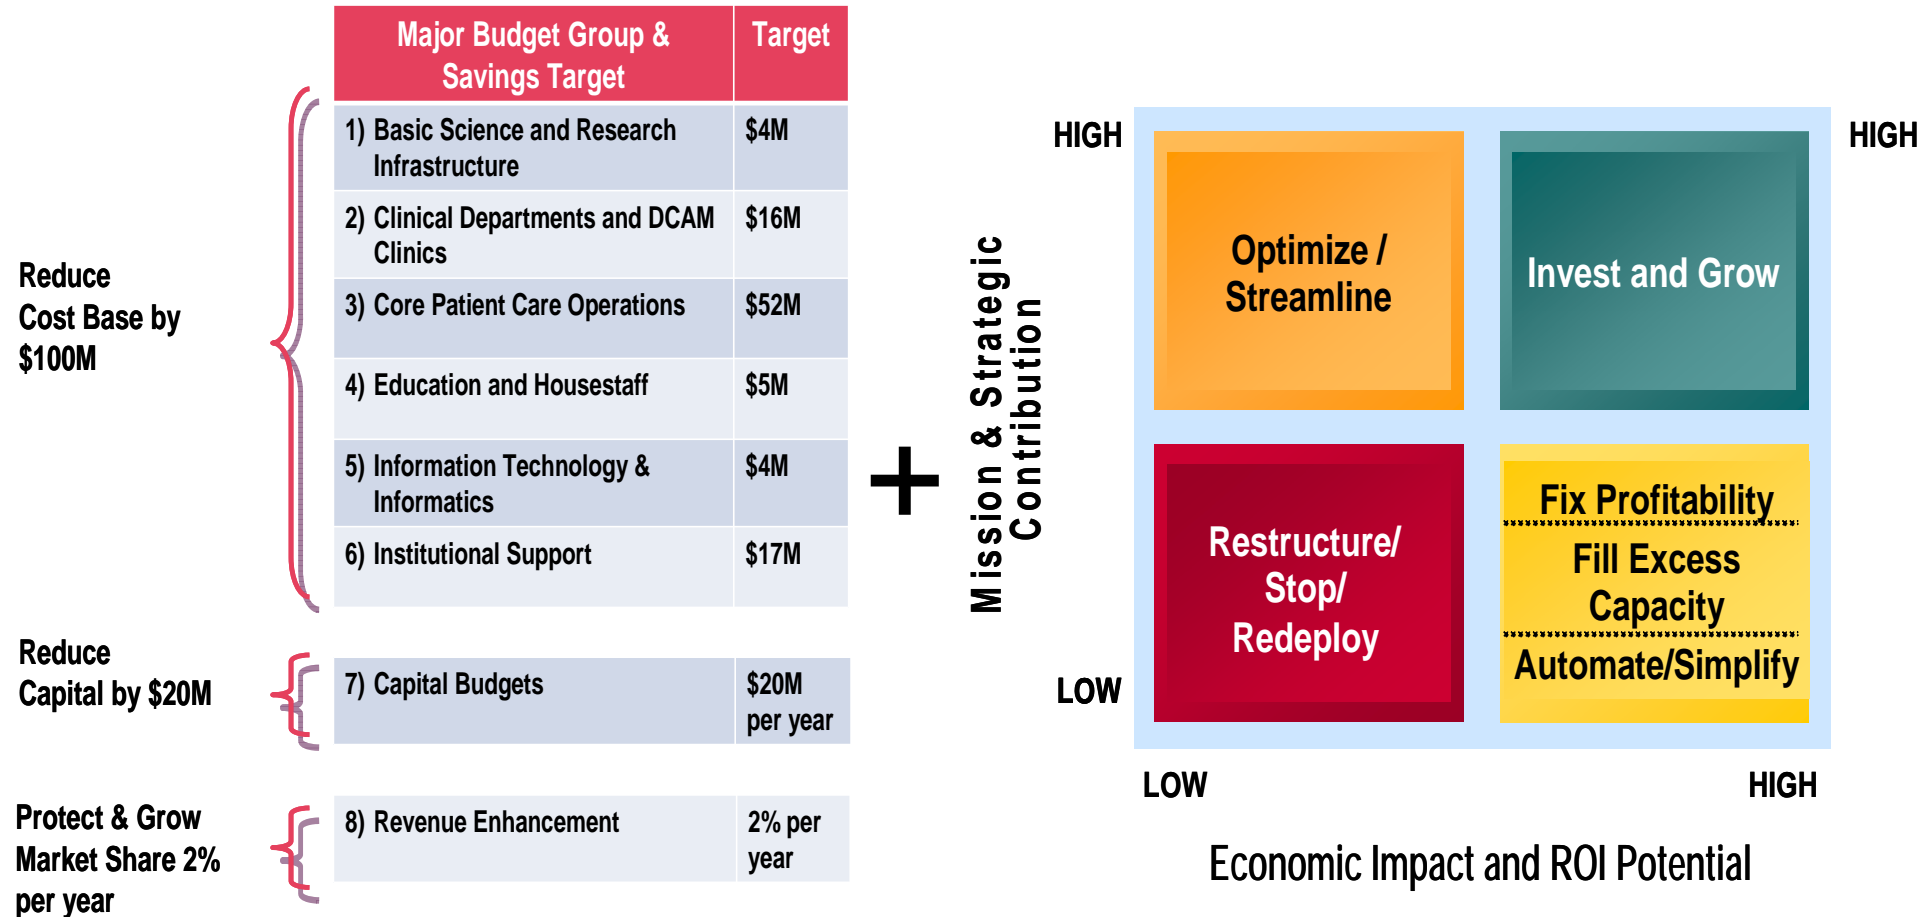 Major Budget Group &
Savings Target
Target
Reduce
Cost Base by
$100M
1) Basic Science and Research
Infrastructure
$4M
2) Clinical Departments and DCAM
Clinics
$16M
3) Core Patient Care Operations
$52M
4) Education and Housestaff
$5M
5) Information Technology &
Informatics
$4M
6) Institutional Support
$17M
Reduce
Capital by $20M
7) Capital Budgets
$20M
per year
Protect & Grow
Market Share 2%
per year
8) Revenue Enhancement
2% per
year
+
Mission & Strategic
Contribution
HIGH
HIGH
Optimize /
Streamline
Invest and Grow
Restructure/
Stop/
Redeploy
Fix Profitability
Fill Excess
Capacity
Automate/Simplify
LOW
LOW
HIGH
Economic Impact and ROI Potential